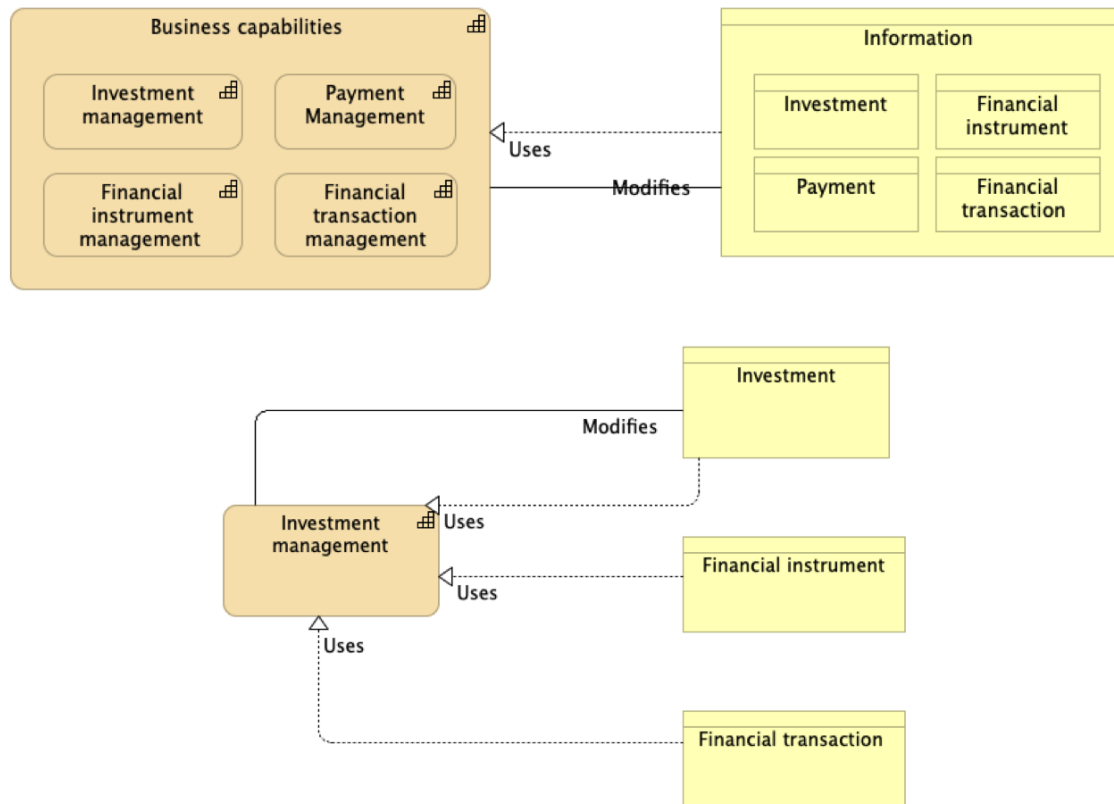 Business capabilities
Investment
management
Payment
Management
Financial
instrument
management
Financial
transaction
management
Uses
Modifies
Information
Investment
Financial
instrument
Payment
Financial
transaction
Investment
Modifies
Uses
Investment
management
Uses
Financial instrument
Uses
Financial transaction